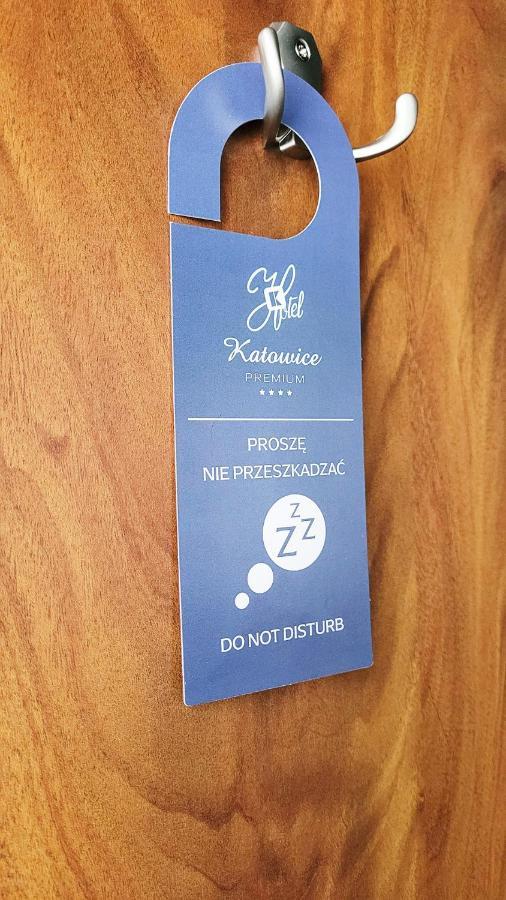 Hotel
K
Katowice
PREMIUM
PROSZĘ
NIE PRZESZKADZAĆ
Z
Z
Z
DO NOT DISTURB